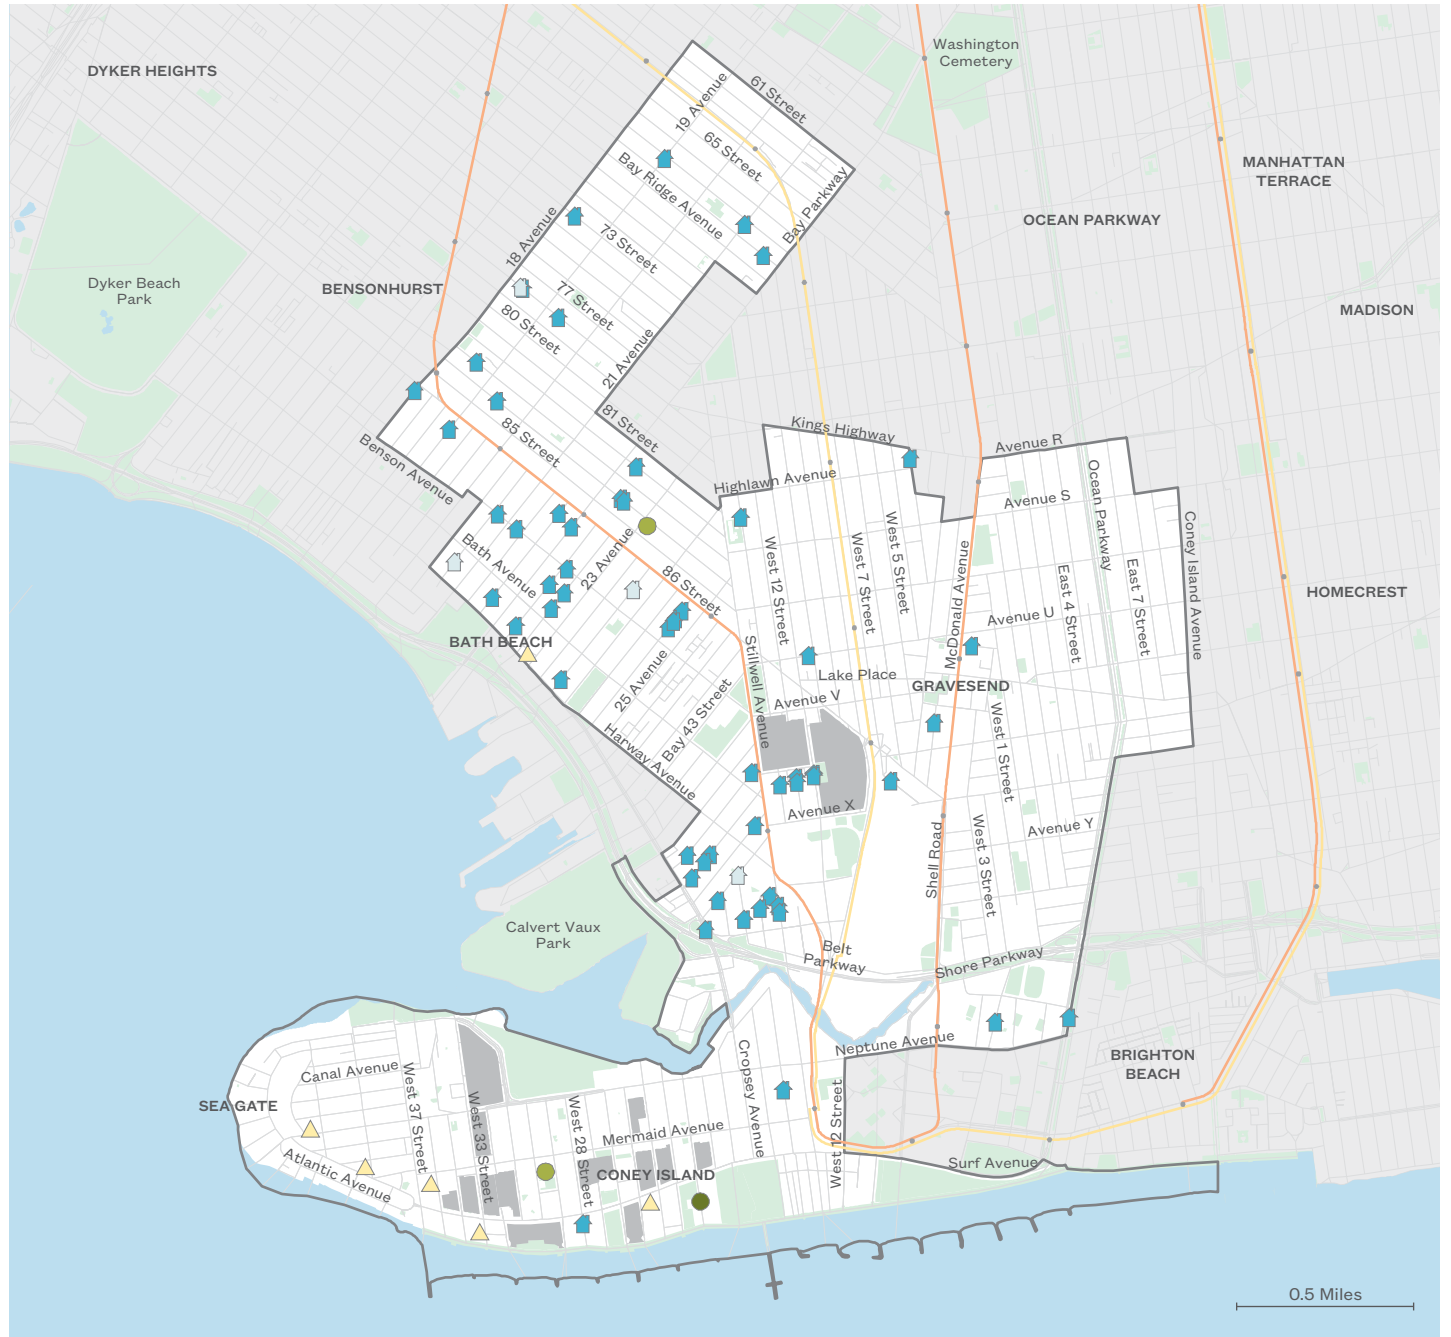 Washington
Cemetery
DYKER HEIGHTS
61 Street
19 Avenue
65 Street
MANHATTAN
TERRACE
Bay Ridge Avenue
Bay Parkway
OCEAN PARKWAY
18 Avenue
73 Street
Dyker Beach
Park
BENSONHURST
77 Street
80 Street
MADISON
21 Avenue
81 Street
85 Street
Kings Highway
Avenue R
Benson Avenue
Highlawn Avenue
Ocean Parkway
Avenue S
West 5 Street
Coney Island Avenue
Bath Avenue
23 Avenue
West 12 Street
West 7 Street
McDonald Avenue
East 4 Street
East 7 Street
86 Street
HOMECREST
Avenue U
BATH BEACH
Stillwell Avenue
25 Avenue
Lake Place
GRAVESEND
Bay 43 Street
Avenue V
West 1 Street
Harway Avenue
Avenue X
Avenue Y
Shell Road
West 3 Street
Calvert Vaux
Park
Belt
Parkway
Shore Parkway
Neptune Avenue
Canal Avenue
BRIGHTON
BEACH
Cropsey Avenue
SEA GATE
West 37 Street
West 33 Street
West 28 Street
Mermaid Avenue
West 12 Street
Atlantic Avenue
CONEY ISLAND
Surf Avenue
0.5 Miles